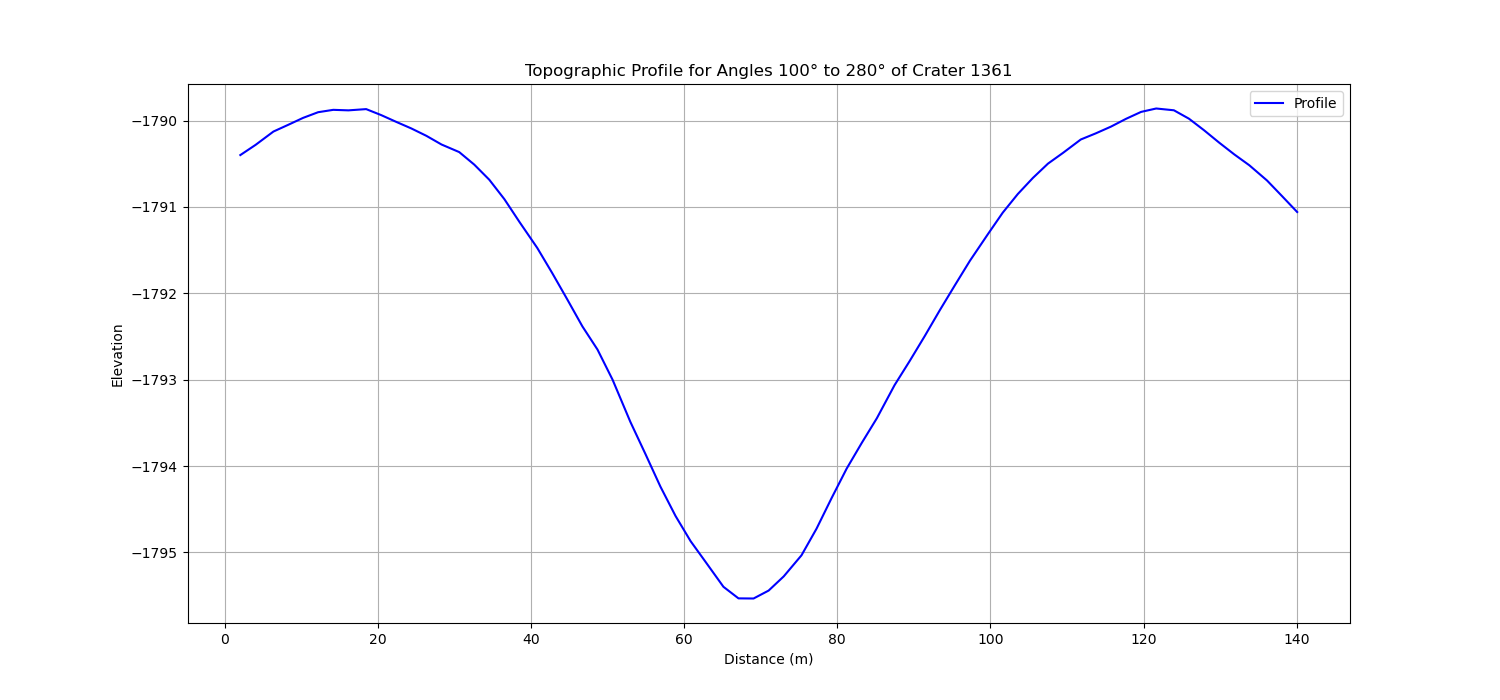 Topographic Profile for Angles 100° to 280° of Crater 1361
Profile
−1790
−1791
−1792
−1793
−1794
−1795
Elevation
0 20 40 60 80 100 120 140
Distance (m)